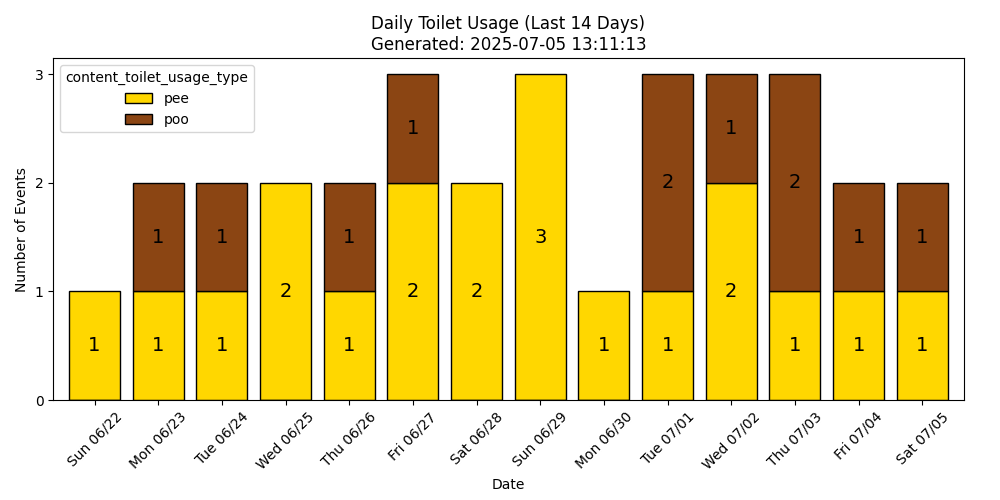 Daily Toilet Usage (Last 14 Days)
Generated: 2025-07-05 13:11:13
content_toilet_usage_type
pee
poo
Number of Events
3
2
1
0
1
1
1
1
1
2
1
1
1
2
2
3
1
2
1
1
2
2
1
1
1
1
1
Sun 06/22
Mon 06/23
Tue 06/24
Wed 06/25
Thu 06/26
Fri 06/27
Sat 06/28
Sun 06/29
Mon 06/30
Tue 07/01
Wed 07/02
Thu 07/03
Fri 07/04
Sat 07/05
Date